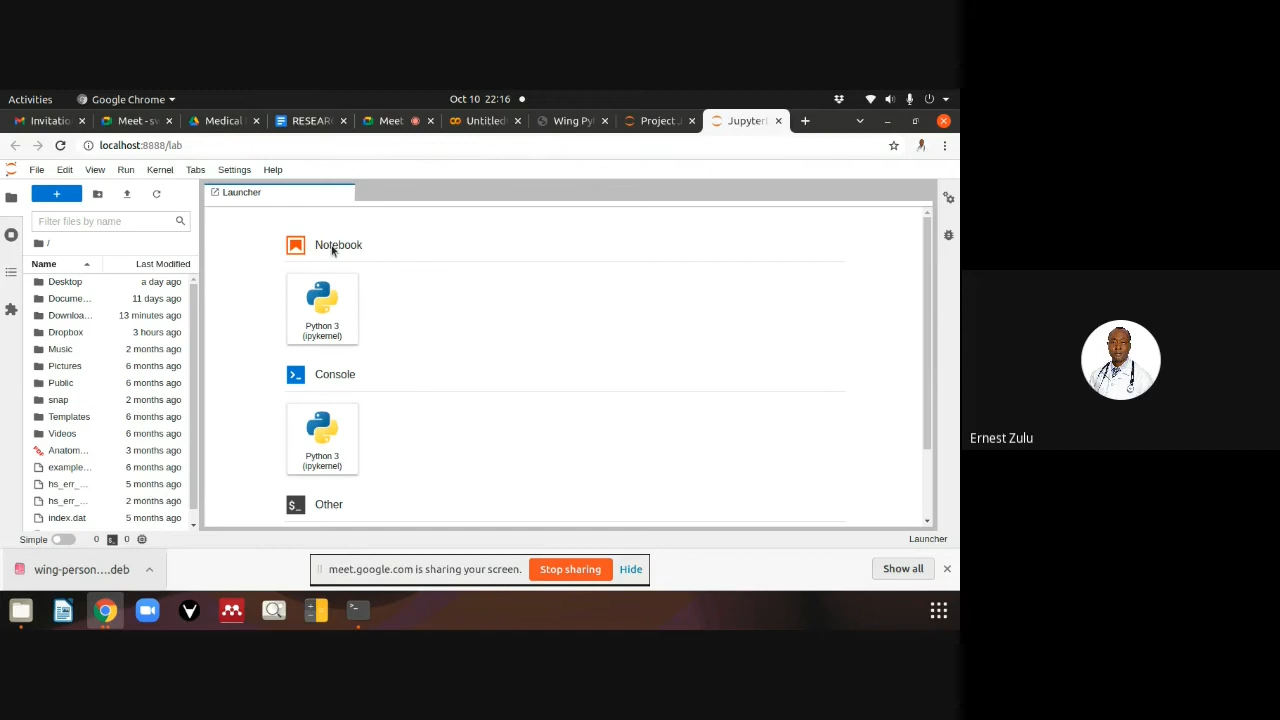 Activities Google Chrome Oct 10 22:16
Invitatio Meet - sv Medical RESEAR Meet Untitled Wing Py Project J JupyterL
localhost:8888/lab
File Edit View Run Kernel Tabs Settings Help
+ Launcher
Filter files by name
/
Notebook
Name Last Modified
Desktop a day ago
Docume... 11 days ago
Downloa... 13 minutes ago
Dropbox 3 hours ago
Music 2 months ago
Pictures 6 months ago
Public 6 months ago
snap 2 months ago
Templates 6 months ago
Videos 6 months ago
Anatom... 3 months ago
example... 6 months ago
hs_err_... 5 months ago
hs_err_... 2 months ago
index.dat 5 months ago
Python 3
(ipykernel)
Console
Python 3
(ipykernel)
$_ Other
Simple 0 $_ 0 Launcher
wing-person....deb meet.google.com is sharing your screen. Stop sharing Hide Show all
Ernest Zulu